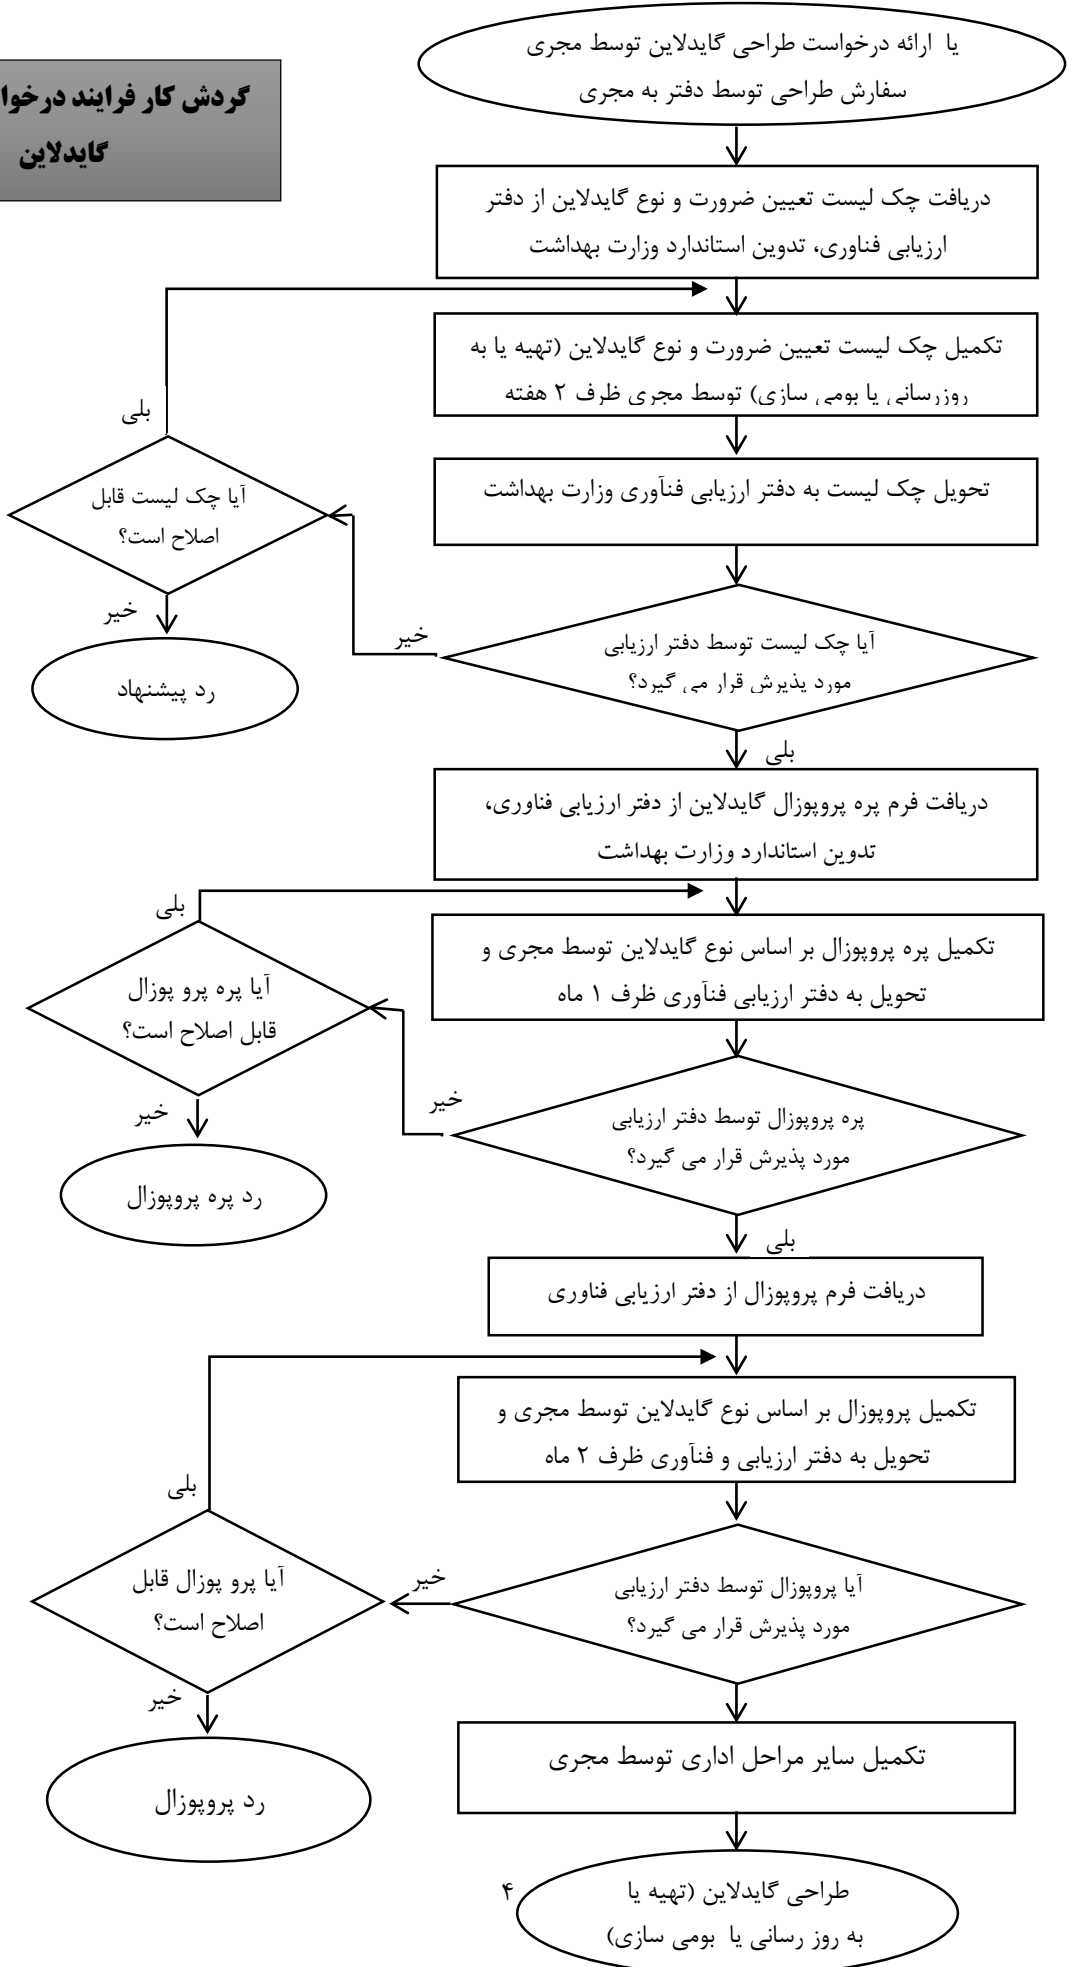 یا ارائه درخواست طراحی گایدلاین توسط مجری
سفارش طراحی توسط دفتر به مجری
گردش کار فرایند
گایدلاین
دریافت چک لیست تعیین ضرورت و نوع گایدلاین از دفتر
ارزیابی فناوری، تدوین استاندارد وزارت بهداشت
تکمیل چک لیست تعیین ضرورت و نوع گایدلاین (تهیه یا به
روزرسانی یا بومی سازی) توسط مجری ظرف ۲ هفته
بلی
تحویل چک لیست به دفتر ارزیابی فنآوری وزارت بهداشت
آیا چک لیست قابل
اصلاح است؟
خیر
رد پیشنهاد
خیر
آیا چک لیست توسط دفتر ارزیابی
مورد پذیرش قرار می گیرد؟
بلی
دریافت فرم پره پروپوزال گایدلاین از دفتر ارزیابی فناوری،
تدوین استاندارد وزارت بهداشت
بلی
تکمیل پره پروپوزال بر اساس نوع گایدلاین توسط مجری و
تحویل به دفتر ارزیابی فنآوری ظرف ۱ ماه
آیا پره پرو پوزال
قابل اصلاح است؟
خیر
خیر
پره پروپوزال توسط دفتر ارزیابی
مورد پذیرش قرار می گیرد؟
رد پره پروپوزال
بلی
دریافت فرم پروپوزال از دفتر ارزیابی فناوری
تکمیل پروپوزال بر اساس نوع گایدلاین توسط مجری و
تحویل به دفتر ارزیابی و فنآوری ظرف ۲ ماه
بلی
آیا پرو پوزال قابل
اصلاح است؟
خیر
آیا پروپوزال توسط دفتر ارزیابی
مورد پذیرش قرار می گیرد؟
خیر
رد پروپوزال
تکمیل سایر مراحل اداری توسط مجری
طراحی گایدلاین (تهیه یا
به روز رسانی یا بومی سازی)
۴